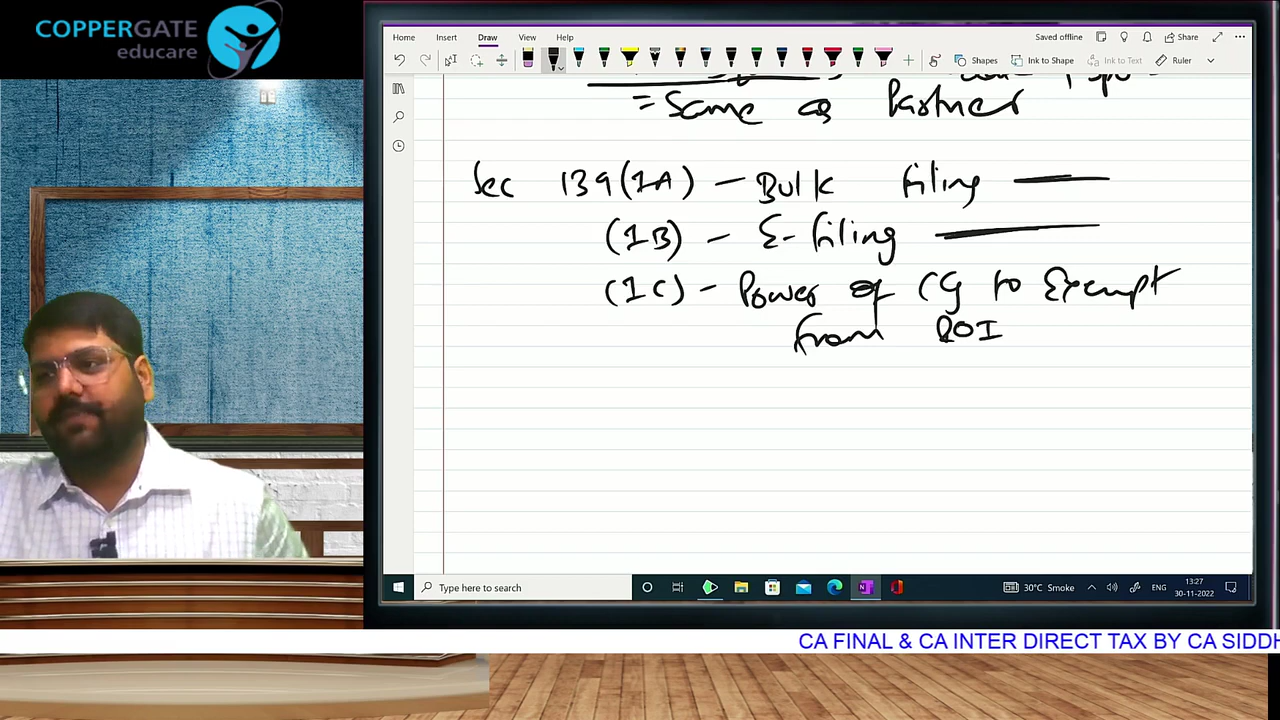 COPPERGATE
educare
Home Insert Draw View Help
Saved offline
Share
Shapes
Ink to Shape
Ink to Text
Ruler
= Same as Partner
Sec 139(1A) - Bulk filing
(1B) - E-filing
(1C) - Power of CG to Exempt
from ROI
Type here to search
30°C Smoke
ENG
13:27
30-11-2022
CA FINAL & CA INTER DIRECT TAX BY CA SIDDH